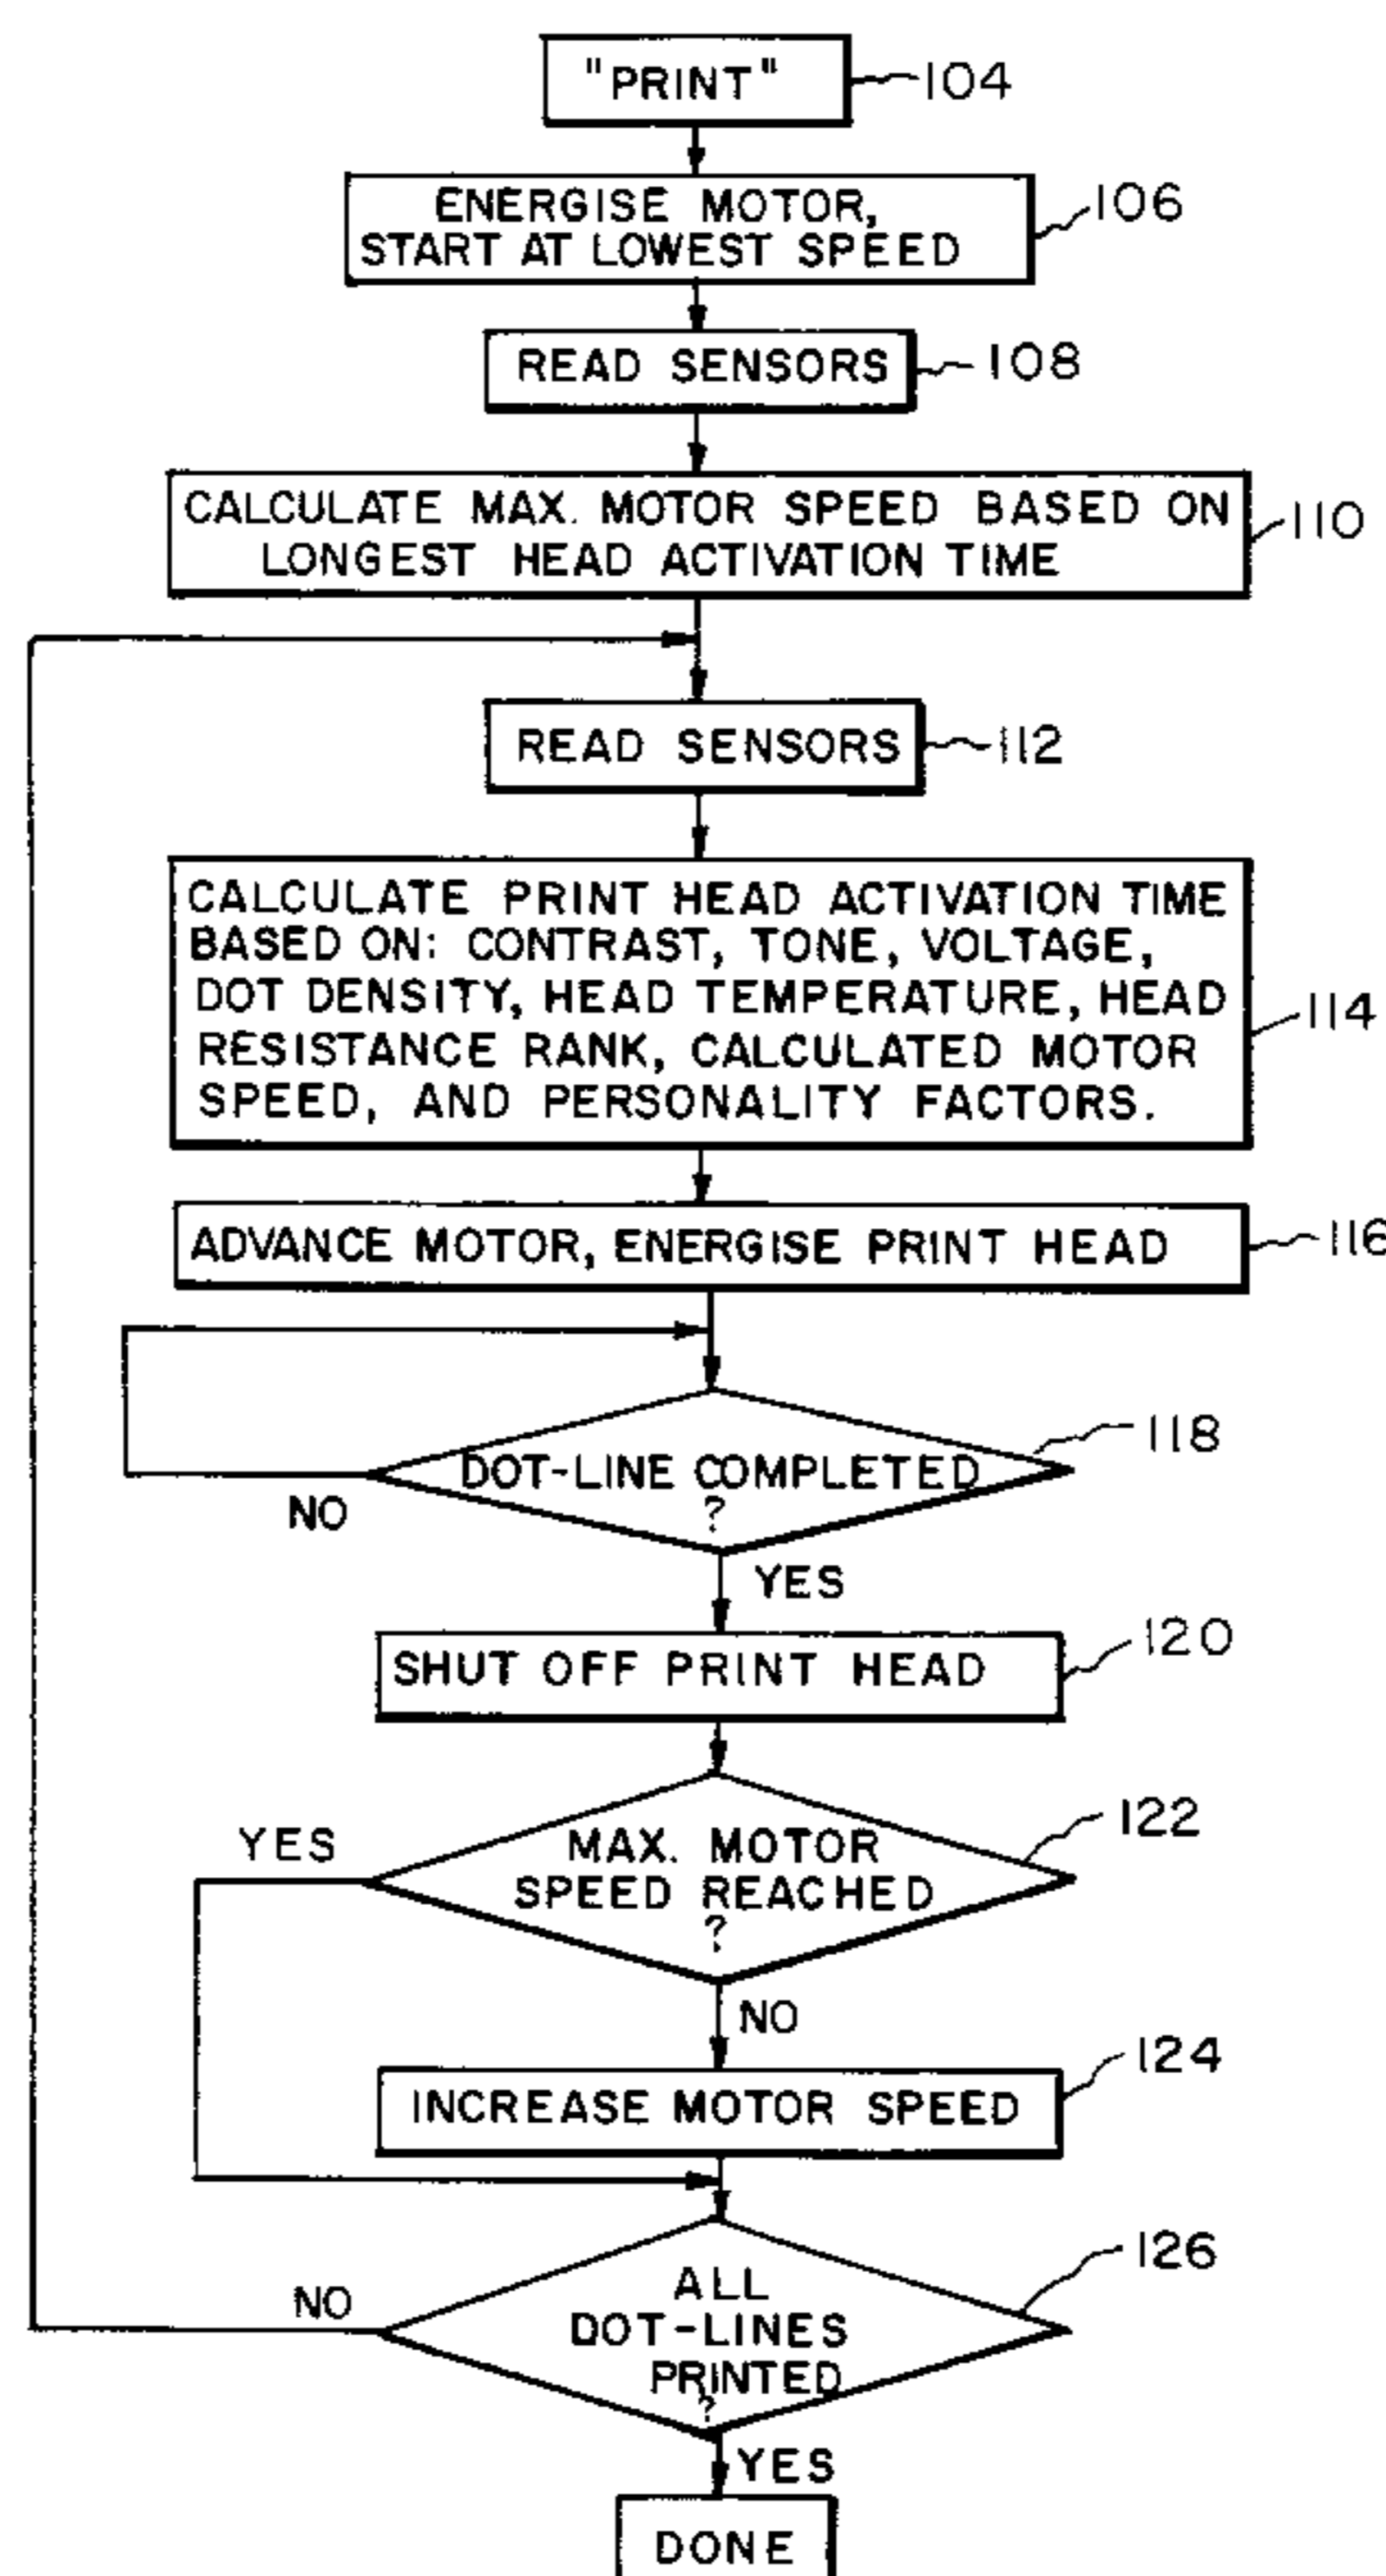 "PRINT"
104
ENERGISE MOTOR,
START AT LOWEST SPEED
106
READ SENSORS
108
CALCULATE MAX. MOTOR SPEED BASED ON
LONGEST HEAD ACTIVATION TIME
110
READ SENSORS
112
CALCULATE PRINT HEAD ACTIVATION TIME
BASED ON: CONTRAST, TONE, VOLTAGE,
DOT DENSITY, HEAD TEMPERATURE, HEAD
RESISTANCE RANK, CALCULATED MOTOR
SPEED, AND PERSONALITY FACTORS.
114
ADVANCE MOTOR, ENERGISE PRINT HEAD
116
DOT-LINE COMPLETED
?
118
NO
YES
SHUT OFF PRINT HEAD
120
MAX. MOTOR
SPEED REACHED
?
122
YES
NO
INCREASE MOTOR SPEED
124
ALL
DOT-LINES
PRINTED
?
126
NO
YES
DONE